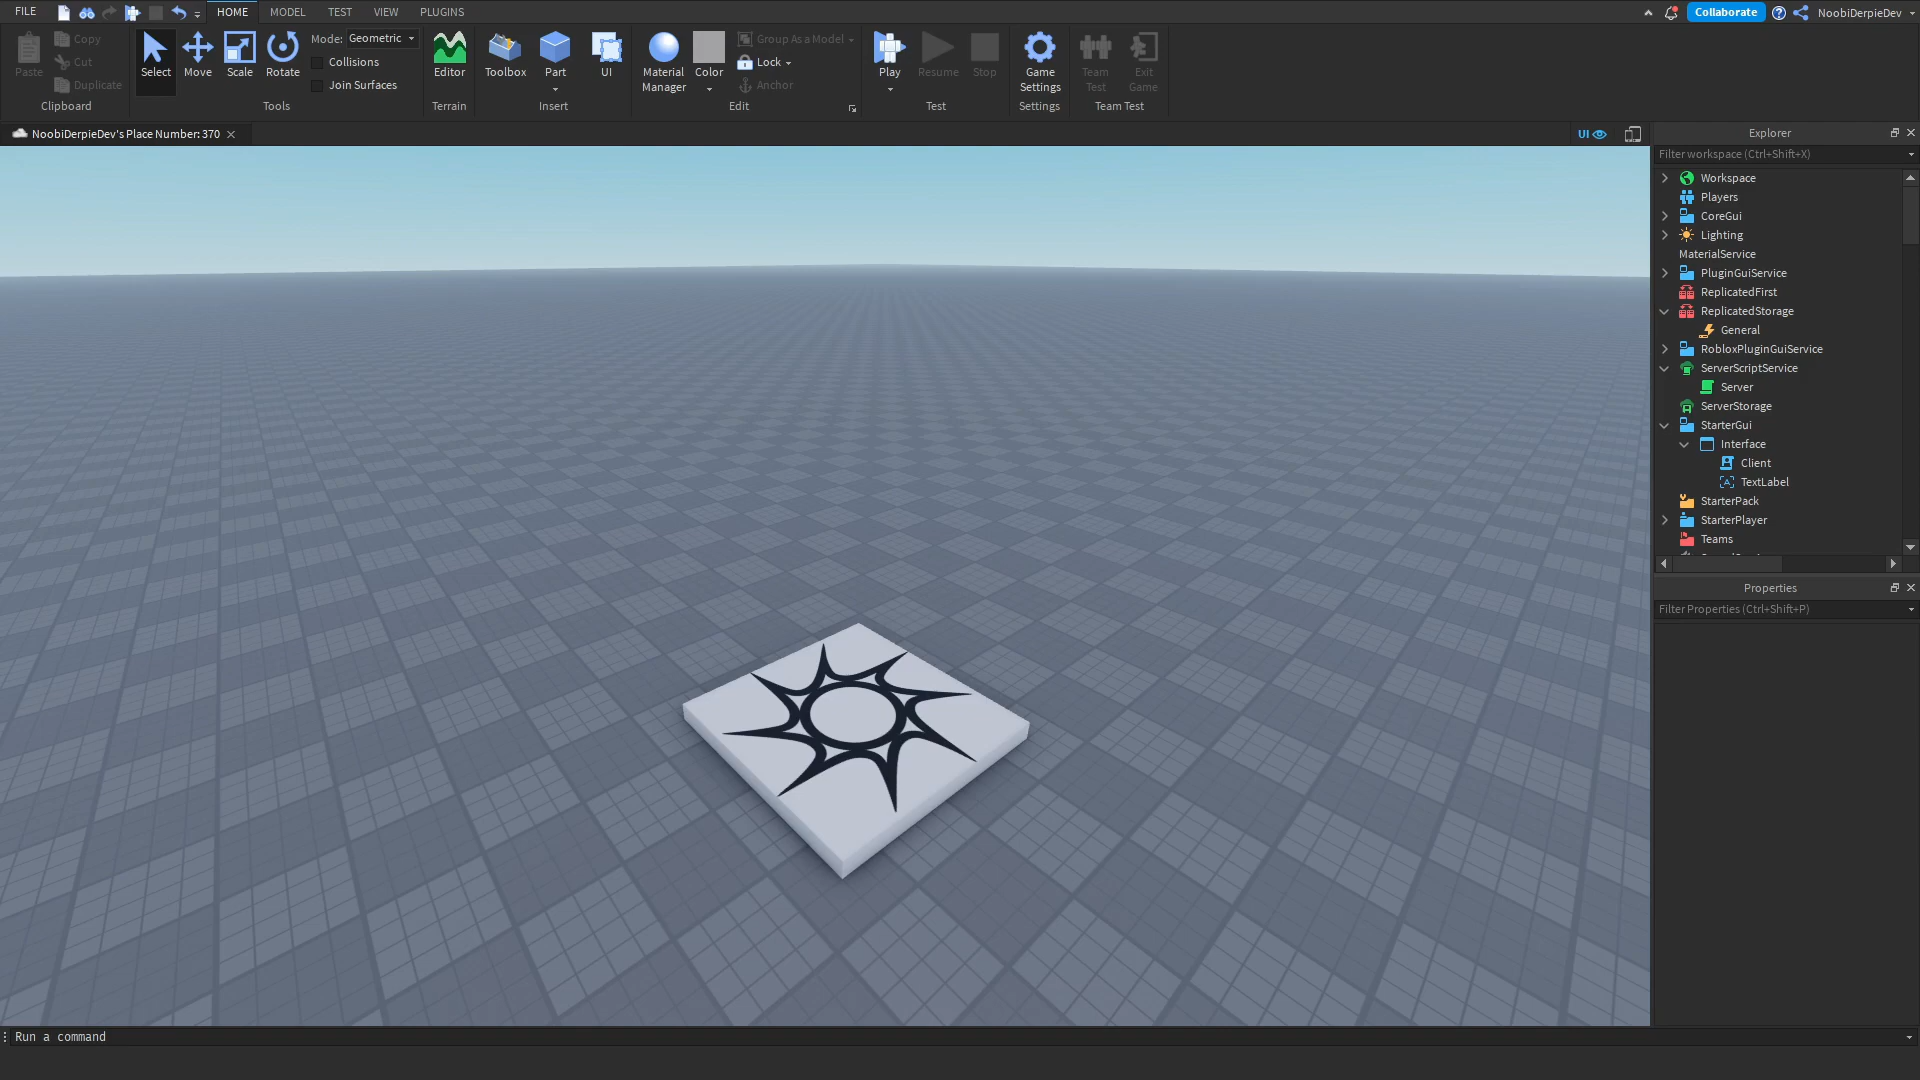 FILE HOME MODEL TEST VIEW PLUGINS Collaborate NoobiDerpieDev
Paste Copy Cut Duplicate Clipboard
Select Move Scale Rotate Mode: Geometric Collisions Join Surfaces Tools
Editor Terrain
Toolbox Part UI Insert
Material Manager Color Group As a Model Lock Anchor Edit
Play Resume Stop Test
Game Settings Settings
Team Test Exit Game Team Test
NoobiDerpieDev's Place Number: 370 UI
Explorer
Filter workspace (Ctrl+Shift+X)
Workspace
Players
CoreGui
Lighting
MaterialService
PluginGuiService
ReplicatedFirst
ReplicatedStorage
General
RobloxPluginGuiService
ServerScriptService
Server
ServerStorage
StarterGui
Interface
Client
TextLabel
StarterPack
StarterPlayer
Teams
Properties
Filter Properties (Ctrl+Shift+P)
Run a command